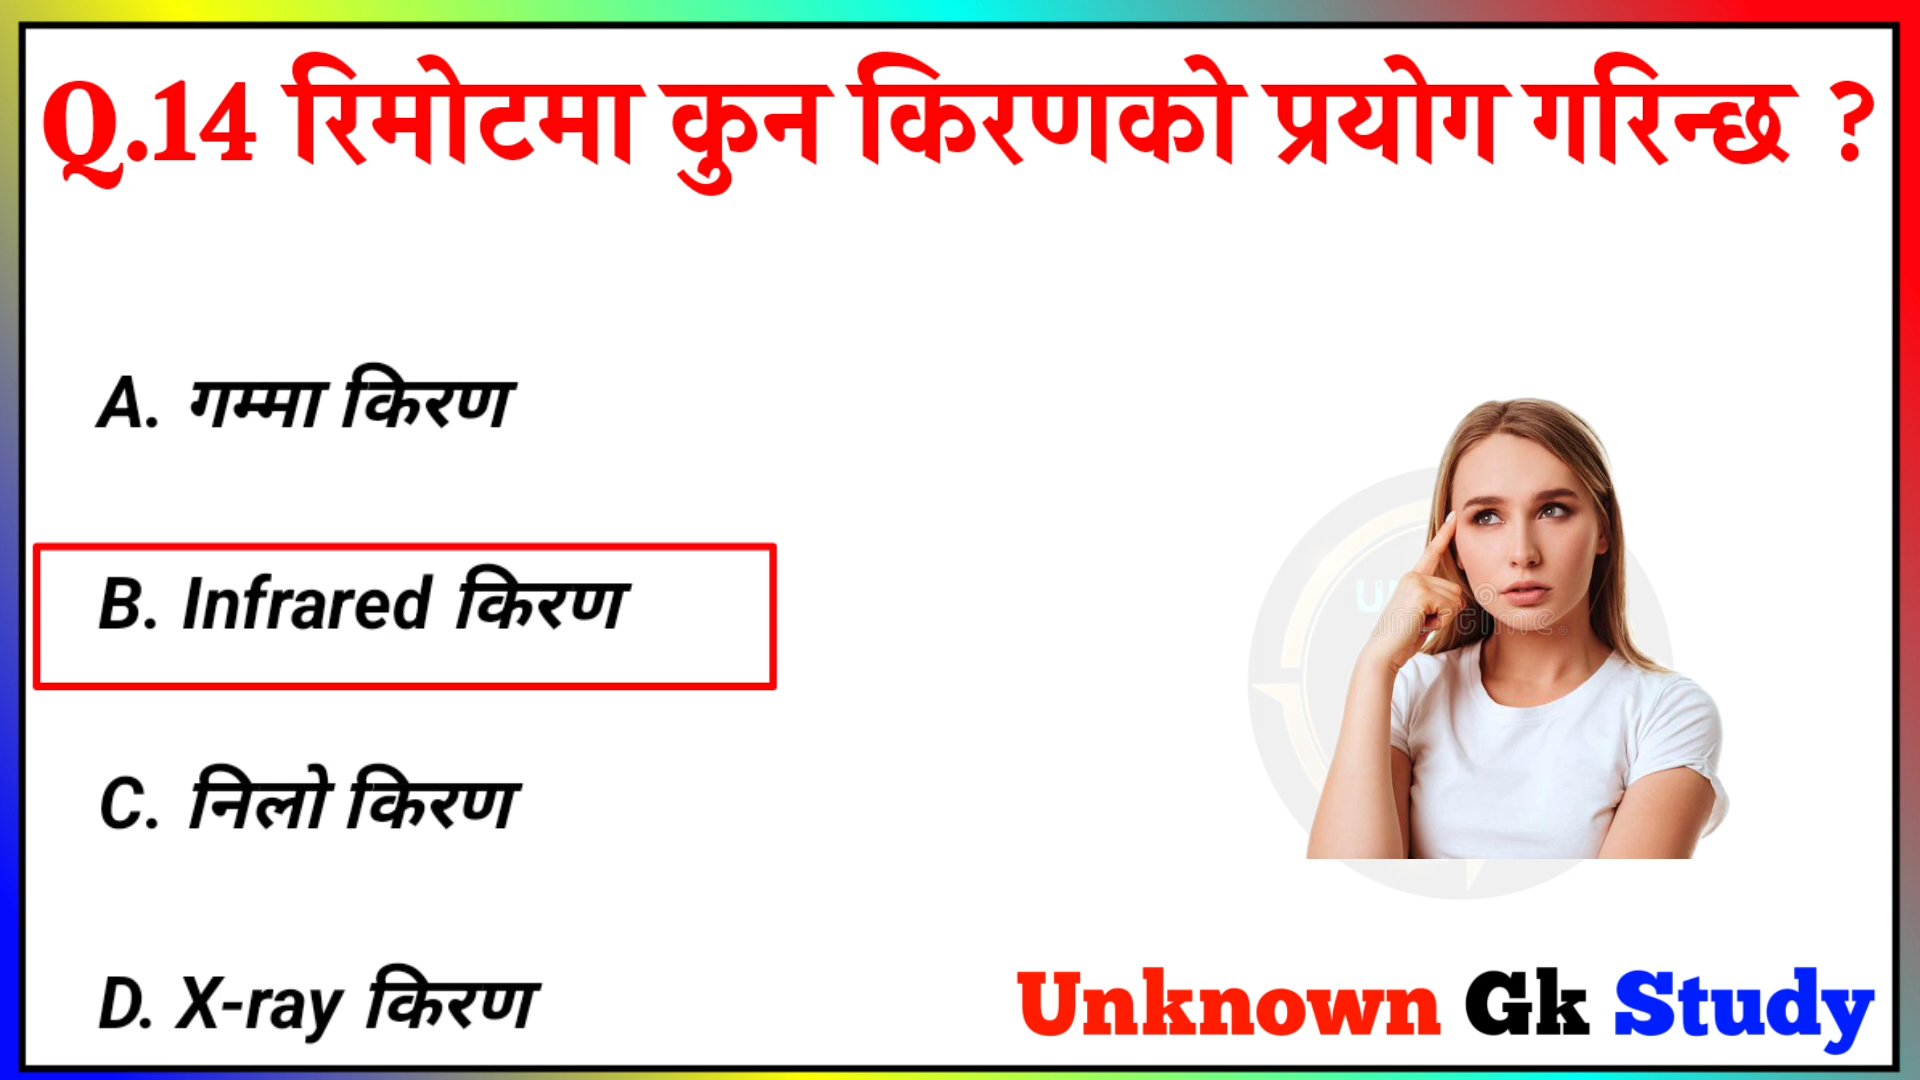 Q.14 रिमोटमा कुन किरणको प्रयोग गरिन्छ ?
A. गम्मा किरण
B. Infrared किरण
C. निलो किरण
D. X-ray किरण
Unknown Gk Study